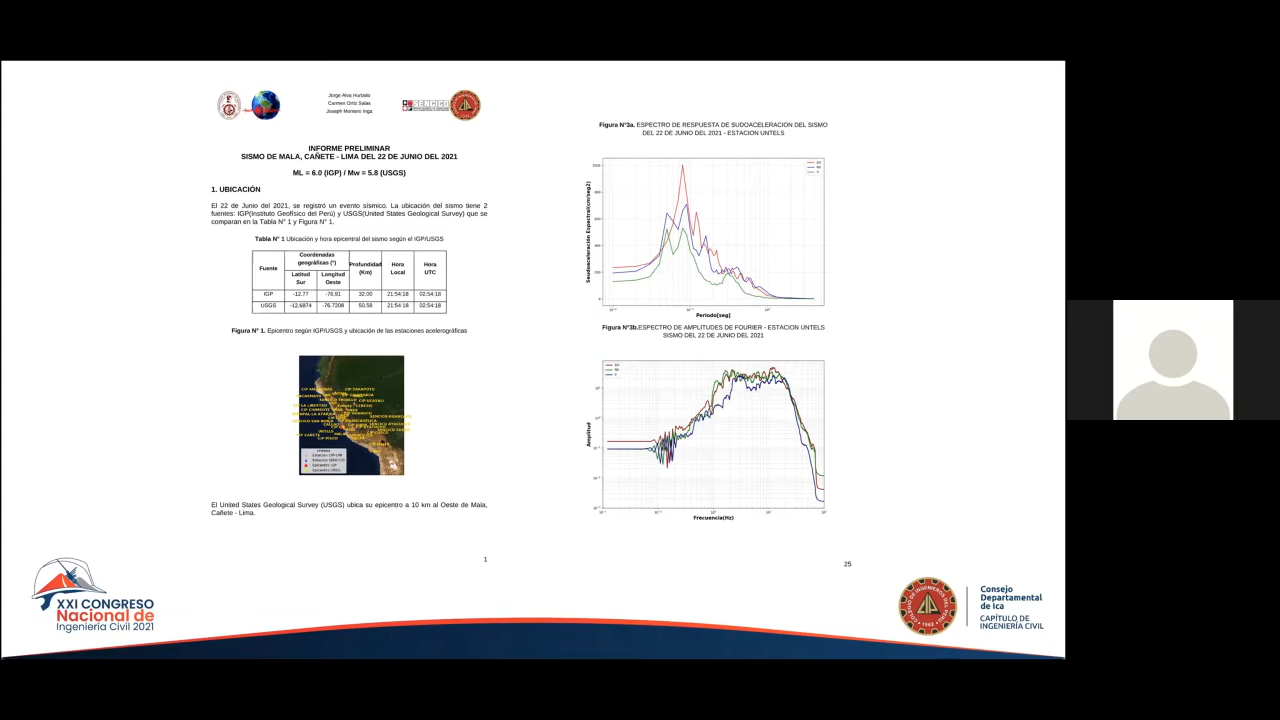 Jorge Alva Hurtado
Carmen Ortiz Salas
Joseph Montero Inga
SENCICO
INFORME PRELIMINAR
SISMO DE MALA, CAÑETE - LIMA DEL 22 DE JUNIO DEL 2021
ML = 6.0 (IGP) / Mw = 5.8 (USGS)
1. UBICACIÓN
El 22 de Junio del 2021, se registró un evento sísmico. La ubicación del sismo tiene 2
fuentes: IGP(Instituto Geofísico del Perú) y USGS(United States Geological Survey) que se
comparan en la Tabla N° 1 y Figura N° 1.
Tabla N° 1 Ubicación y hora epicentral del sismo según el IGP/USGS
Fuente
Coordenadas
geográficas (°)
Latitud
Sur
Longitud
Oeste
Profundidad
(Km)
Hora
Local
Hora
UTC
IGP -12.77 -76.91 32.00 21:54:18 02:54:18
USGS -12.6874 -76.7208 50.58 21:54:18 02:54:18
Figura N° 1. Epicentro según IGP/USGS y ubicación de las estaciones acelerográficas
El United States Geological Survey (USGS) ubica su epicentro a 10 km al Oeste de Mala,
Cañete - Lima.
1
Figura N°3a. ESPECTRO DE RESPUESTA DE SUDOACELERACIÓN DEL SISMO
DEL 22 DE JUNIO DEL 2021 - ESTACION UNTELS
Seudoaceleración Espectral(cm/seg2)
Periodo[seg]
Figura N°3b.ESPECTRO DE AMPLITUDES DE FOURIER - ESTACION UNTELS
SISMO DEL 22 DE JUNIO DEL 2021
Amplitud
Frecuencia(Hz)
25
XXI CONGRESO
Nacional de
Ingeniería Civil 2021
Consejo
Departamental
de Ica
CAPÍTULO DE
INGENIERÍA CIVIL